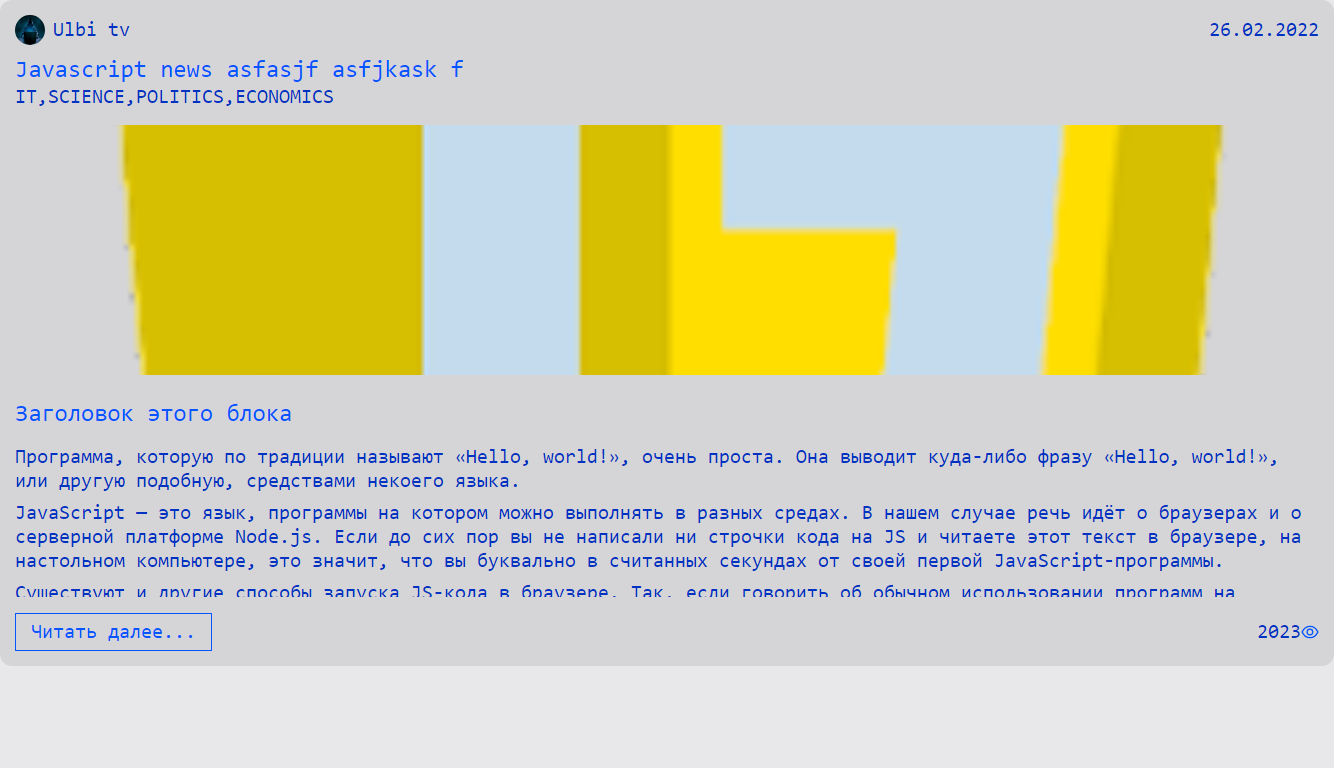 Ulbi tv
26.02.2022
Javascript news asfasjf asfjkask f
IT,SCIENCE,POLITICS,ECONOMICS
Заголовок этого блока
Программа, которую по традиции называют «Hello, world!», очень проста. Она выводит куда-либо фразу «Hello, world!»,
или другую подобную, средствами некоего языка.
JavaScript — это язык, программы на котором можно выполнять в разных средах. В нашем случае речь идёт о браузерах и о
серверной платформе Node.js. Если до сих пор вы не написали ни строчки кода на JS и читаете этот текст в браузере, на
настольном компьютере, это значит, что вы буквально в считанных секундах от своей первой JavaScript-программы.
Существуют и другие способы запуска JS-кода в браузере. Так, если говорить об обычном использовании программ на
Читать далее...
2023